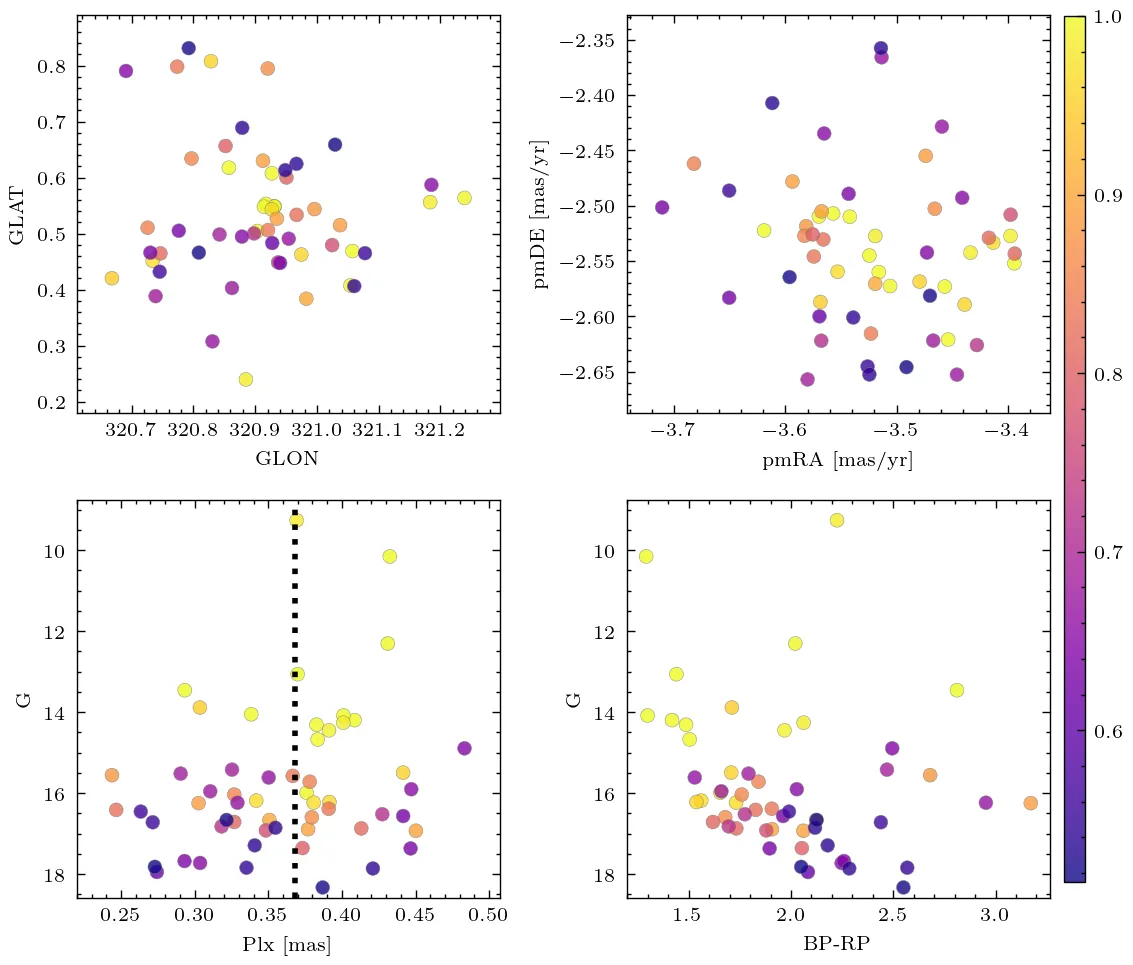 0.8
0.7
0.6
0.5
0.4
0.3
0.2
GLAT
320.7 320.8 320.9 321.0 321.1 321.2
GLON
−2.35
−2.40
−2.45
−2.50
−2.55
−2.60
−2.65
pmDE [mas/yr]
−3.7 −3.6 −3.5 −3.4
pmRA [mas/yr]
1.0
0.9
0.8
0.7
0.6
10
12
14
16
18
G
0.25 0.30 0.35 0.40 0.45 0.50
Plx [mas]
10
12
14
16
18
G
1.5 2.0 2.5 3.0
BP-RP